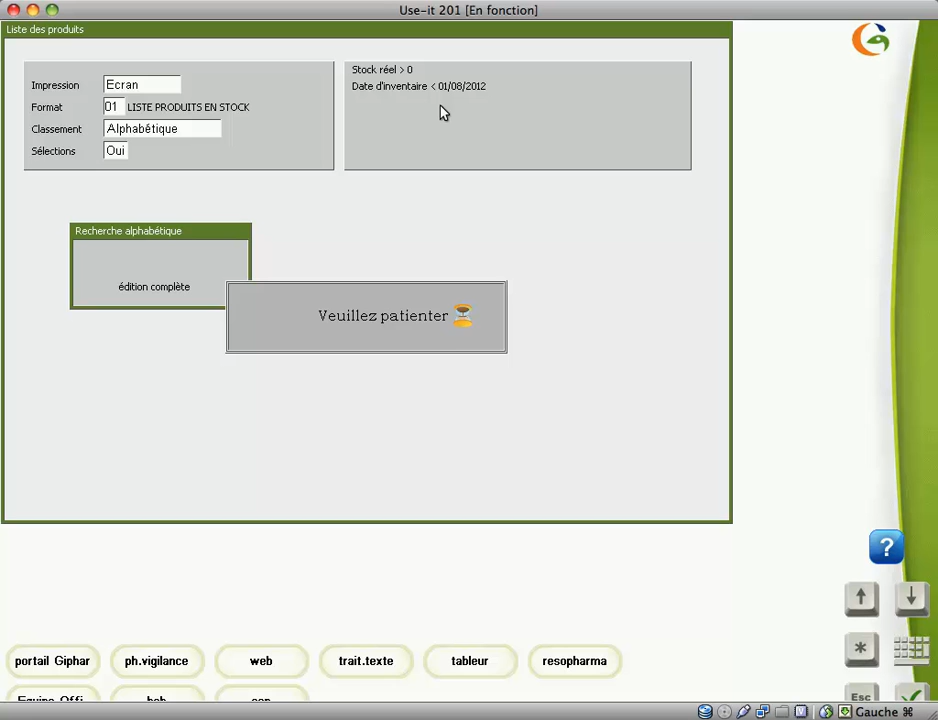 Use-it 201 [En fonction]
Liste des produits
Impression Ecran
Format 01 LISTE PRODUITS EN STOCK
Classement Alphabétique
Sélections Oui
Stock réel > 0
Date d'inventaire < 01/08/2012
Recherche alphabétique
édition complète
Veuillez patienter
?
portail Giphar
ph.vigilance
web
trait.texte
tableur
resopharma
Esc
Gauche ⌘